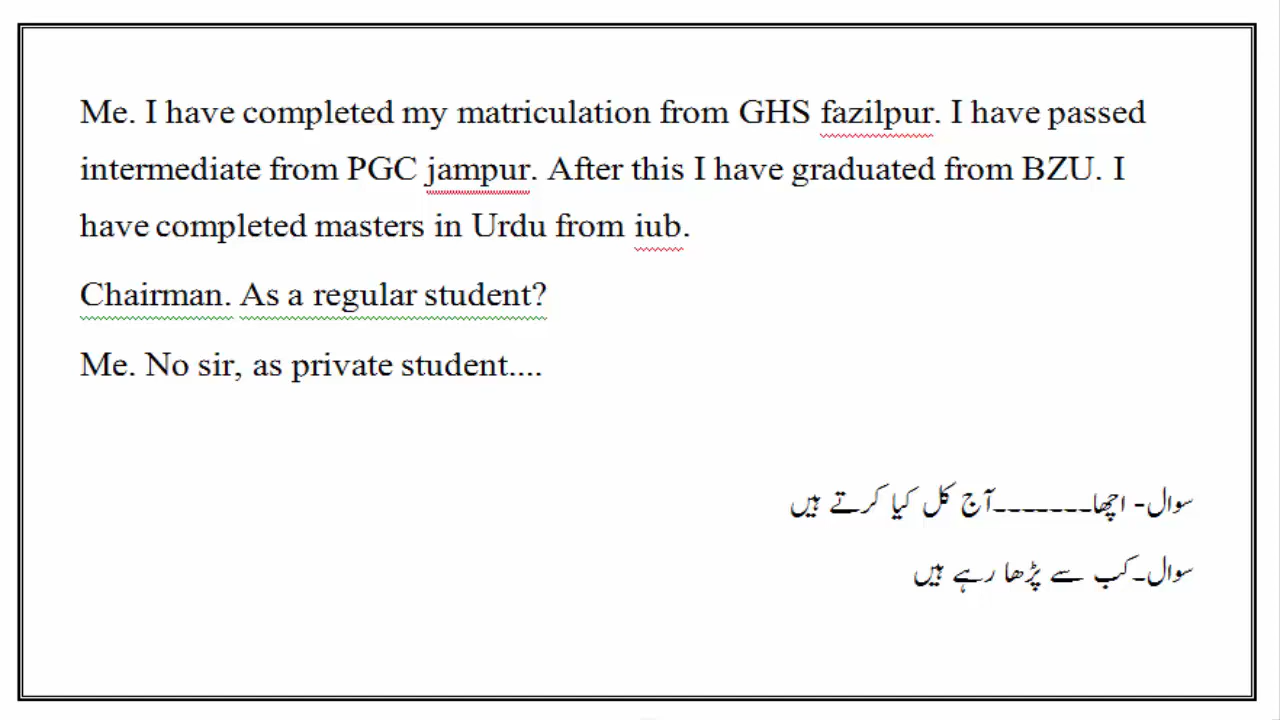 Me. I have completed my matriculation from GHS fazilpur. I have passed
intermediate from PGC jampur. After this I have graduated from BZU. I
have completed masters in Urdu from iub.
Chairman. As a regular student?
Me. No sir, as private student....
سوال- اچھا۔۔۔۔۔۔۔آج کل کیا کرتے ہیں
سوال۔کب سے پڑھا رہے ہیں